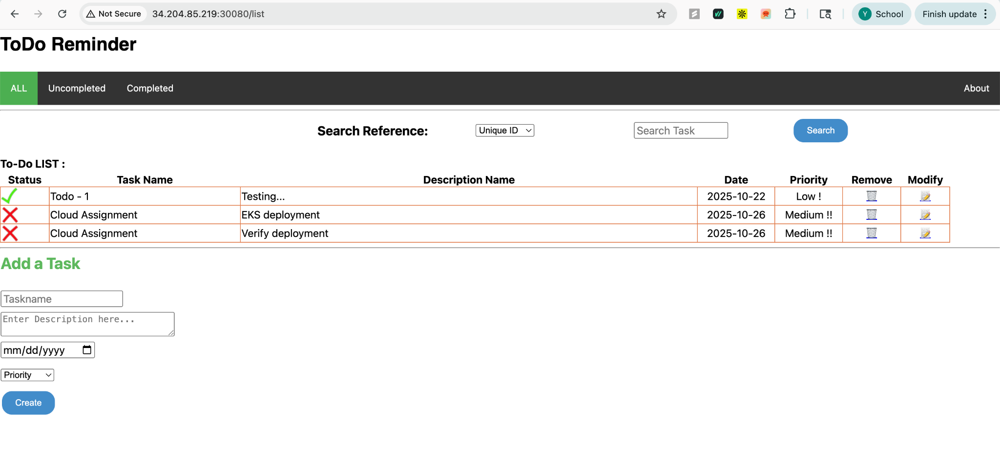 Not Secure 34.204.85.219:30080/list Y School Finish update
ToDo Reminder
ALL Uncompleted Completed About
Search Reference: Unique ID Search Task Search
To-Do LIST :
Status Task Name Description Name Date Priority Remove Modify
Todo - 1 Testing... 2025-10-22 Low !
Cloud Assignment EKS deployment 2025-10-26 Medium !!
Cloud Assignment Verify deployment 2025-10-26 Medium !!
Add a Task
Taskname
Enter Description here...
mm/dd/yyyy
Priority
Create